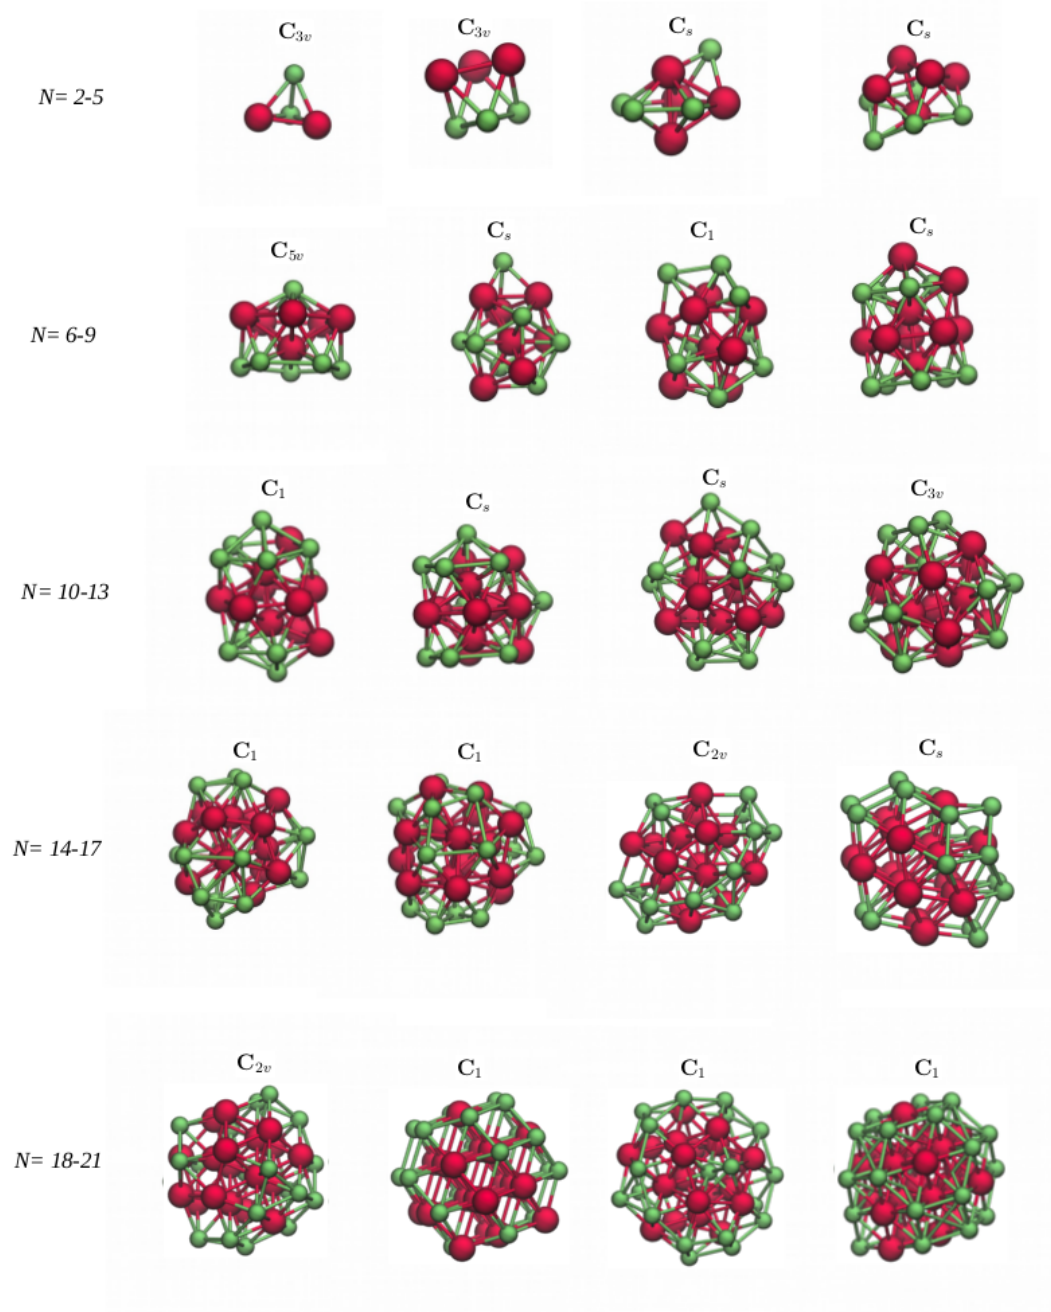 C3v C3v Cs Cs
N= 2-5
C5v Cs C1 Cs
N= 6-9
C1 Cs Cs C3v
N= 10-13
C1 C1 C2v Cs
N= 14-17
C2v C1 C1 C1
N= 18-21